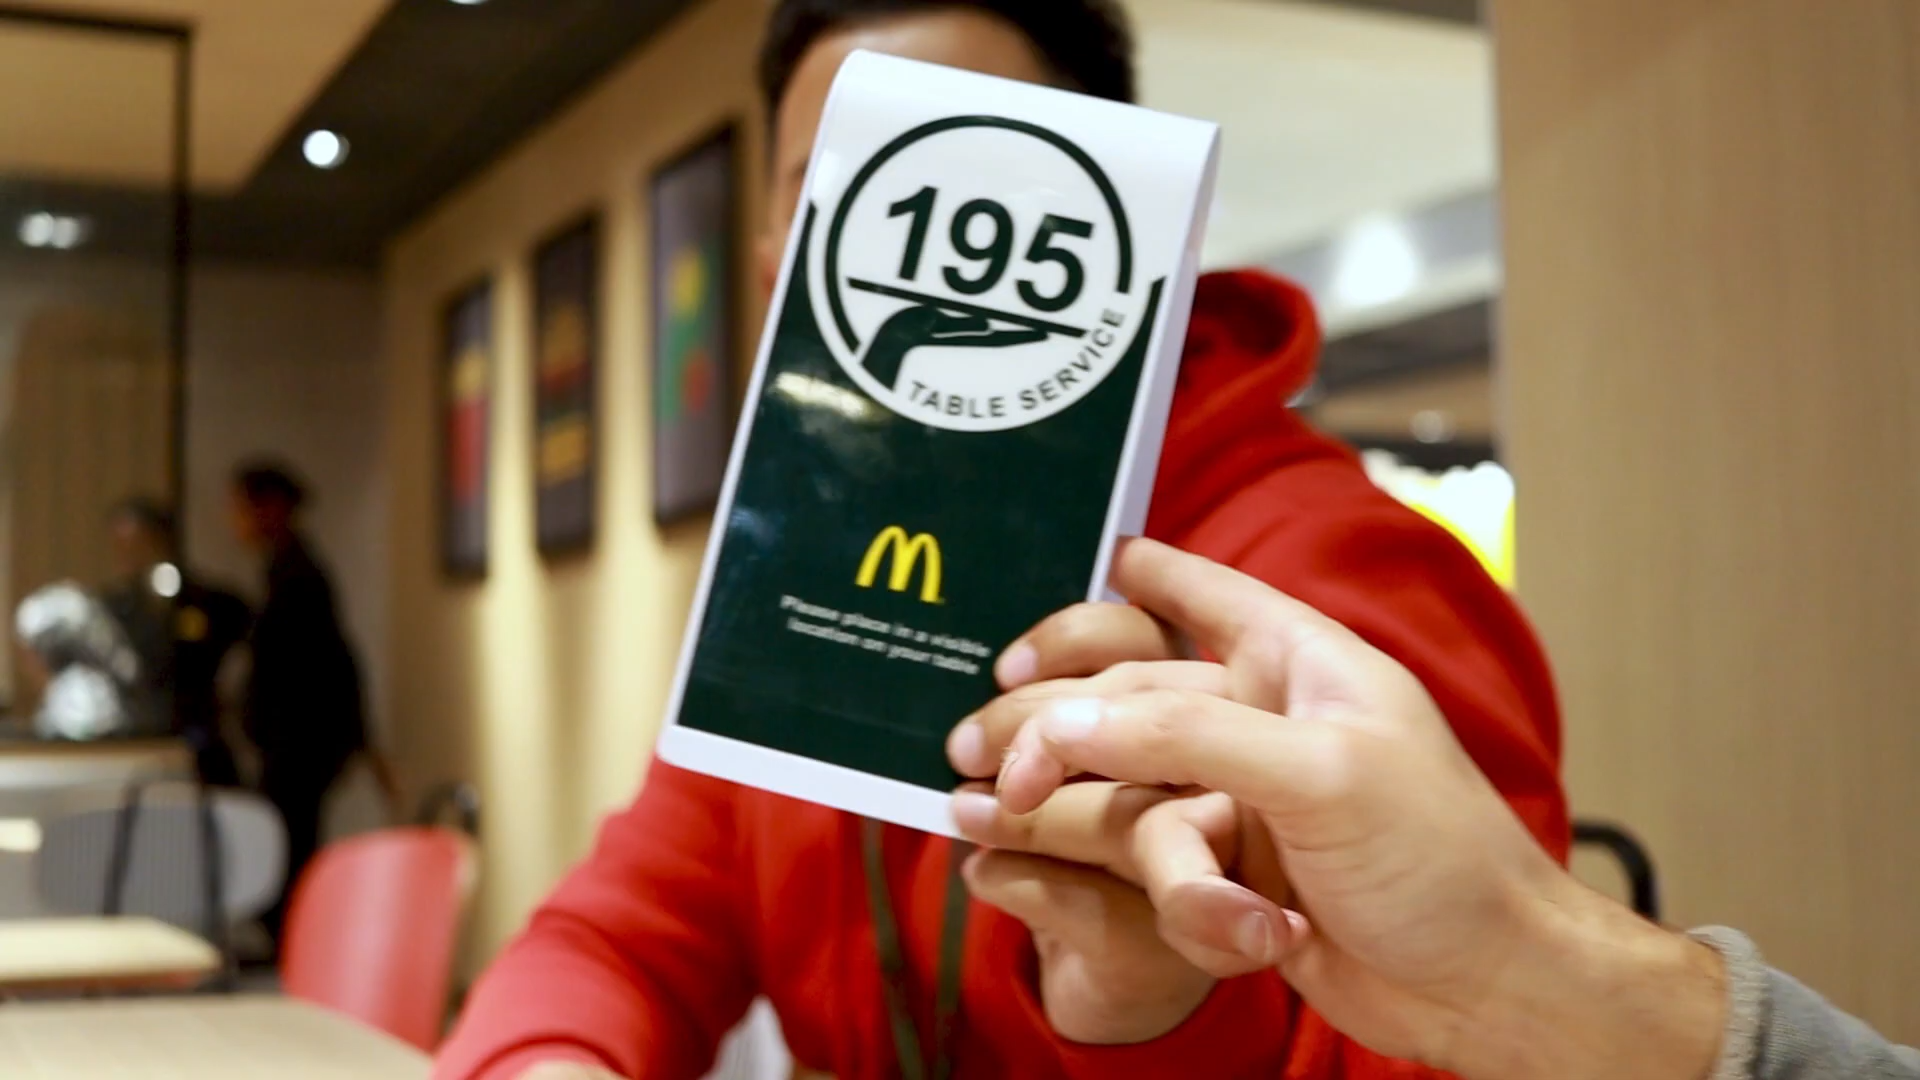 195
TABLE SERVICE
M
Please place in a visible
location on your table